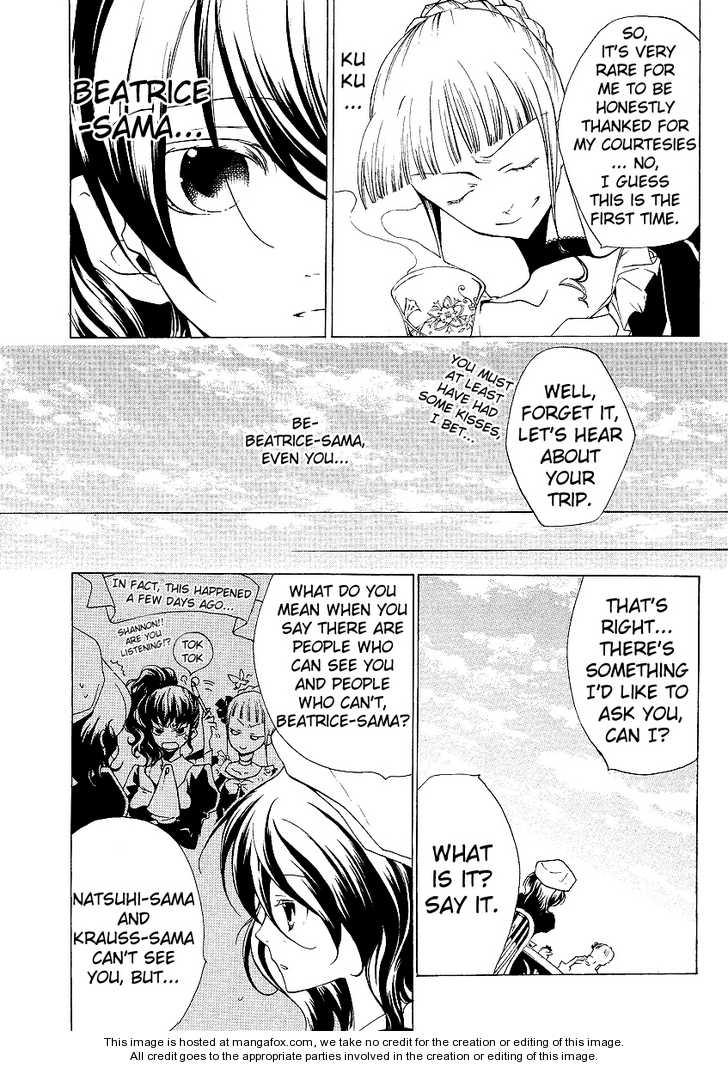 SO,
IT'S VERY
RARE FOR
ME TO BE
HONESTLY
THANKED FOR
MY COURTESIES
... NO,
I GUESS
THIS IS THE
FIRST TIME.
KU
KU
...
BEATRICE
-SAMA...
WELL,
FORGET IT,
LET'S HEAR
ABOUT
YOUR
TRIP.
YOU MUST
AT LEAST
HAVE HAD
SOME KISSES,
I BET...
BE-
BEATRICE-SAMA,
EVEN YOU...
THAT'S
RIGHT...
THERE'S
SOMETHING
I'D LIKE TO
ASK YOU,
CAN I?
WHAT
IS IT?
SAY IT.
WHAT DO YOU
MEAN WHEN YOU
SAY THERE ARE
PEOPLE WHO
CAN SEE YOU
AND PEOPLE
WHO CAN'T,
BEATRICE-SAMA?
IN FACT, THIS HAPPENED
A FEW DAYS AGO...
SHANNON!!
ARE YOU
LISTENING!?
TOK
TOK
NATSUHI-SAMA
AND
KRAUSS-SAMA
CAN'T SEE
YOU, BUT...
This image is hosted at mangafox.com, we take no credit for the creation or editing of this image.
All credit goes to the appropriate parties involved in the creation or editing of this image.